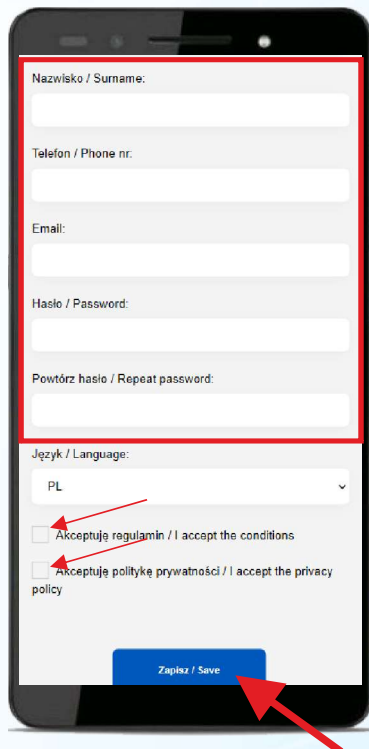 Nazwisko / Surname:
Telefon / Phone nr:
Email:
Hasło / Password:
Powtórz hasło / Repeat password:
Język / Language:
PL
Akceptuję regulamin / I accept the conditions
Akceptuję politykę prywatności / I accept the privacy
policy
Zapisz / Save